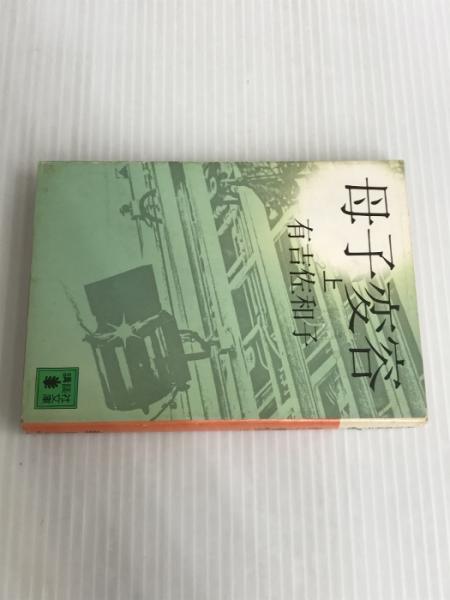 母子変容
上
有吉佐和子
講談社文庫